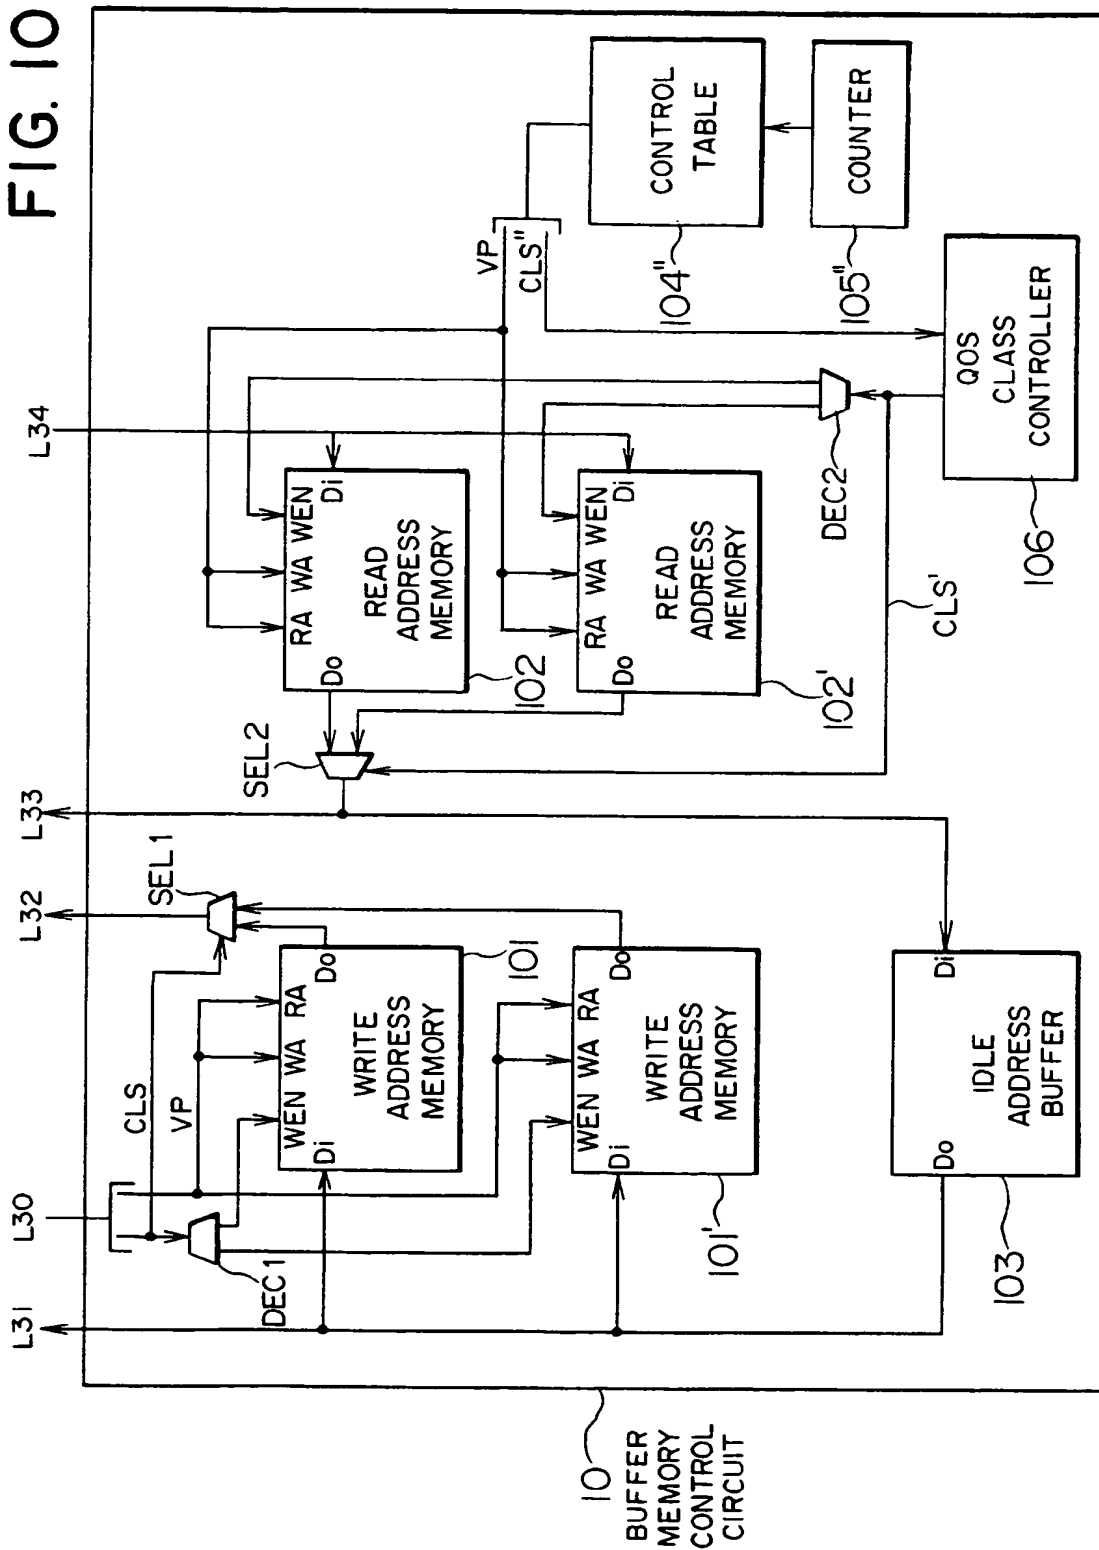 FIG. 10
L31
L30
L32
L33
L34
CLS
VP
DEC1
SEL1
WEN WA RA
Di
Do
WRITE
ADDRESS
MEMORY
101
WEN WA RA
Di
Do
WRITE
ADDRESS
MEMORY
101'
Do
Di
IDLE
ADDRESS
BUFFER
103
SEL2
RA WA WEN
Do
Di
READ
ADDRESS
MEMORY
102
RA WA WEN
Do
Di
READ
ADDRESS
MEMORY
102'
VP
CLS"
CONTROL
TABLE
104"
COUNTER
105"
DEC2
CLS'
QOS
CLASS
CONTROLLER
106
10
BUFFER
MEMORY
CONTROL
CIRCUIT